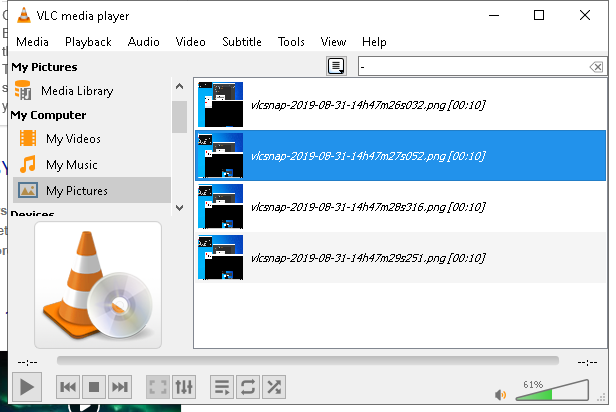 VLC media player
Media Playback Audio Video Subtitle Tools View Help
My Pictures
-
Media Library
My Computer
My Videos
My Music
My Pictures
Devices
vlcsnap-2019-08-31-14h47m26s032.png [00:10]
vlcsnap-2019-08-31-14h47m27s052.png [00:10]
vlcsnap-2019-08-31-14h47m28s316.png [00:10]
vlcsnap-2019-08-31-14h47m29s251.png [00:10]
--:-- --:--
61%